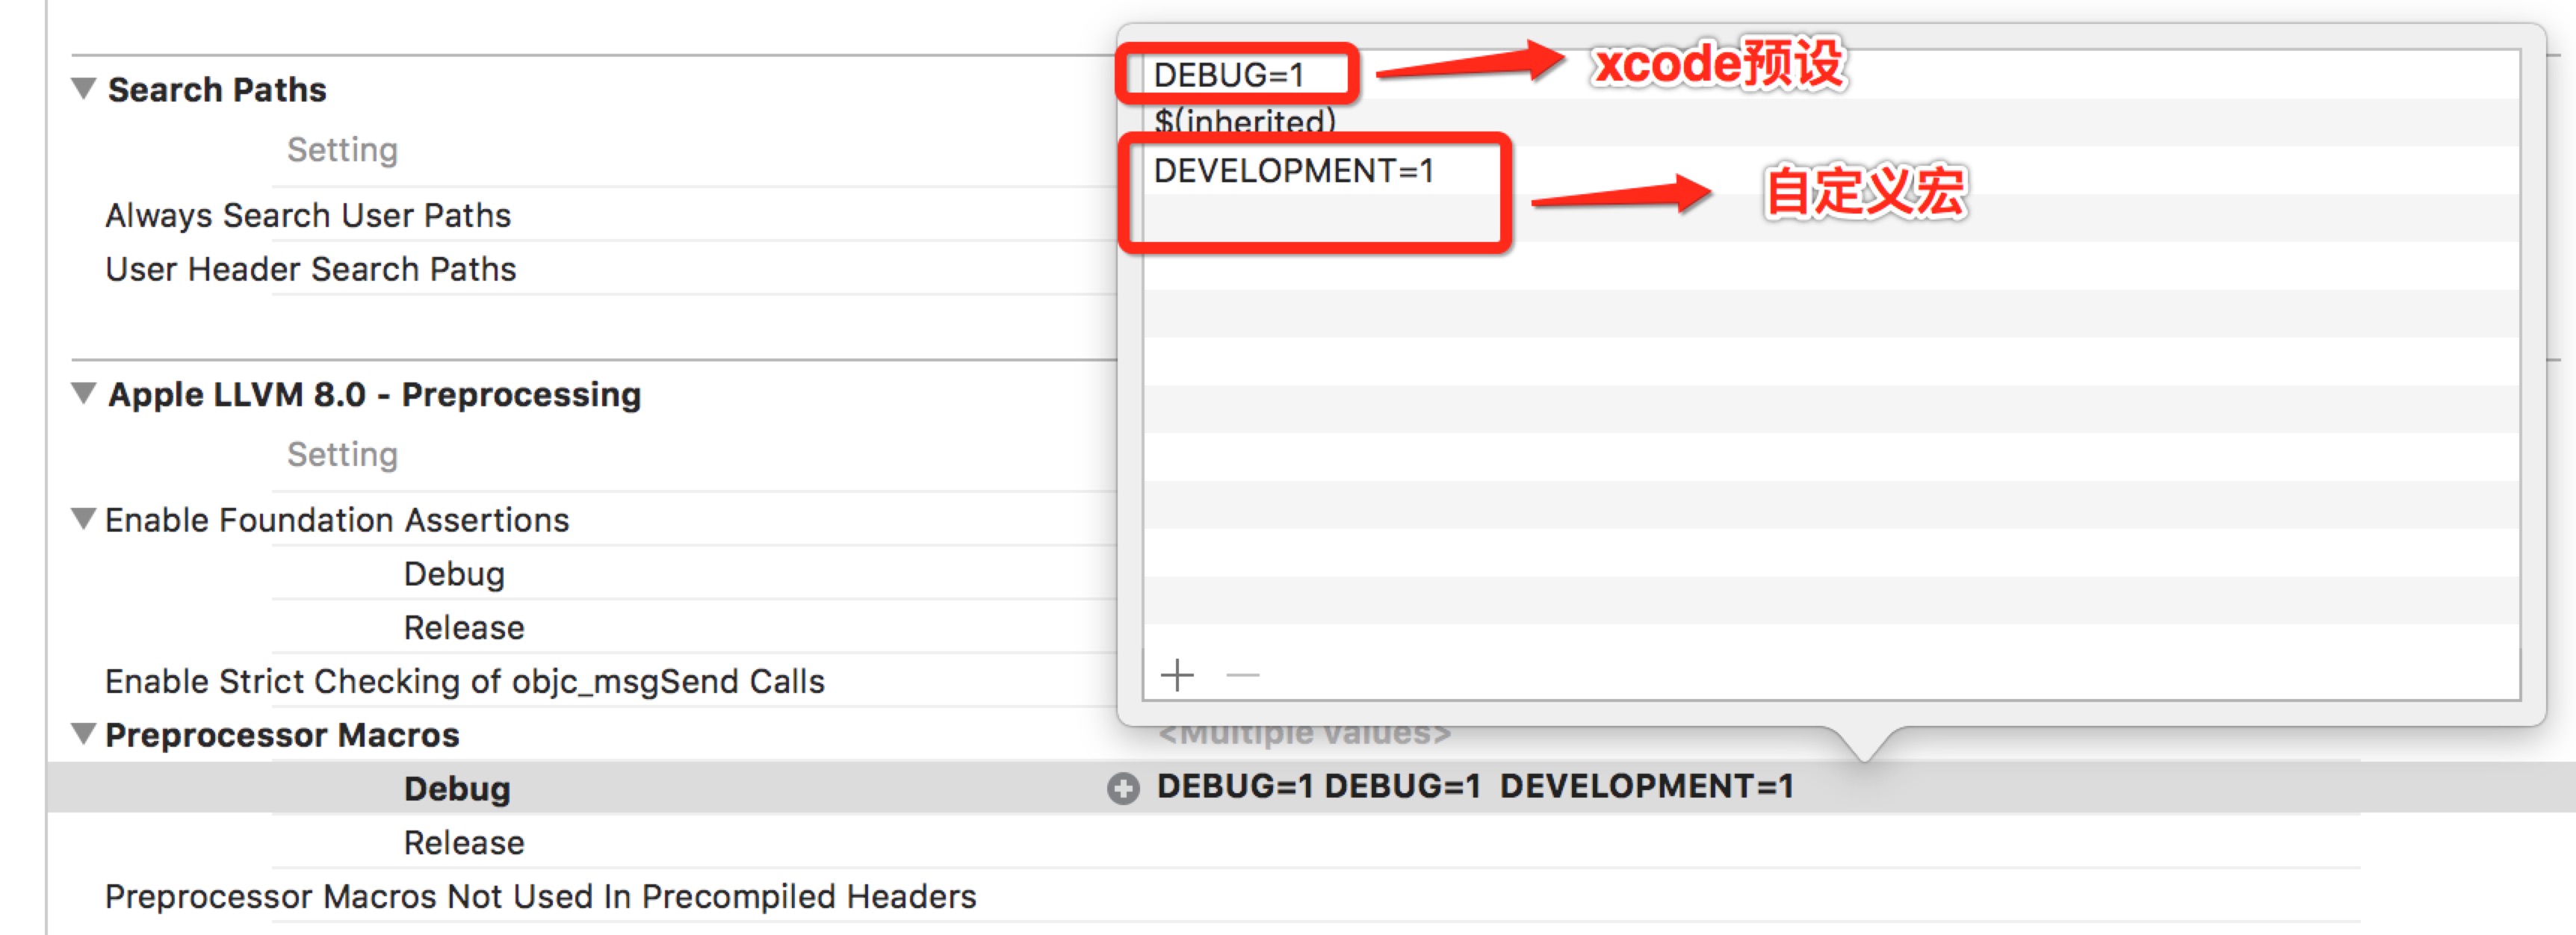 Search Paths
Setting
Always Search User Paths
User Header Search Paths
Apple LLVM 8.0 - Preprocessing
Setting
Enable Foundation Assertions
Debug
Release
Enable Strict Checking of objc_msgSend Calls
Preprocessor Macros
<Multiple values>
Debug
DEBUG=1 DEBUG=1  DEVELOPMENT=1
Release
Preprocessor Macros Not Used In Precompiled Headers
DEBUG=1
xcode预设
$(inherited)
DEVELOPMENT=1
自定义宏